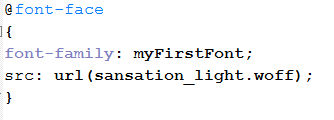 @font-face
{
font-family: myFirstFont;
src: url(sansation_light.woff);
}